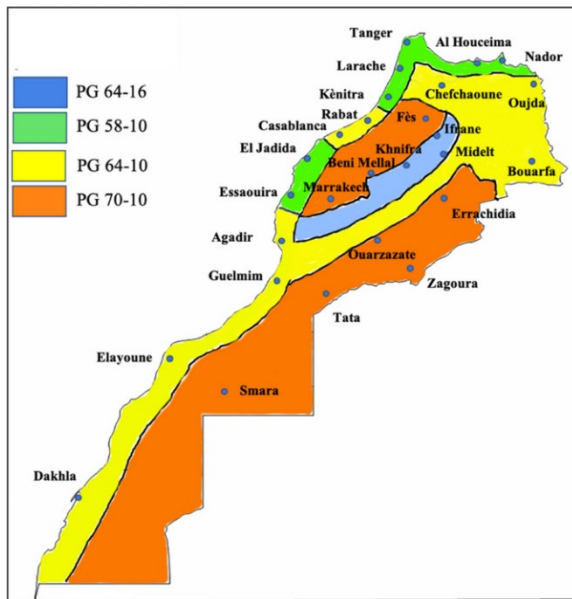 PG 64-16
PG 58-10
PG 64-10
PG 70-10
Tanger
Al Houceima
Nador
Larache
Chefchaoune
Kènitra
Oujda
Rabat
Fès
Casablanca
Ifrane
El Jadida
Khnifra
Midelt
Beni Mellal
Bouarfa
Essaouira
Marrakech
Errachidia
Agadir
Ouarzazate
Guelmim
Zagoura
Tata
Elayoune
Smara
Dakhla